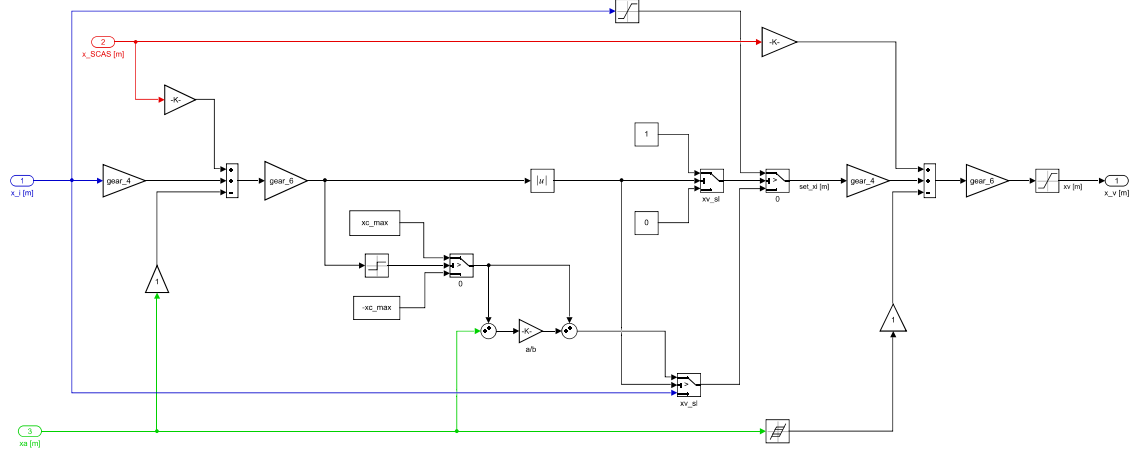 2
x_SCAS [m]
-K-
-K-
1
|u|
1
x_i [m]
gear_4
gear_6
xv_sl
>
0
set_xi [m]
gear_4
gear_6
xv [m]
1
x_v [m]
0
xc_max
>
0
-xc_max
1
1
-K-
a/b
>
xv_sl
3
xa [m]